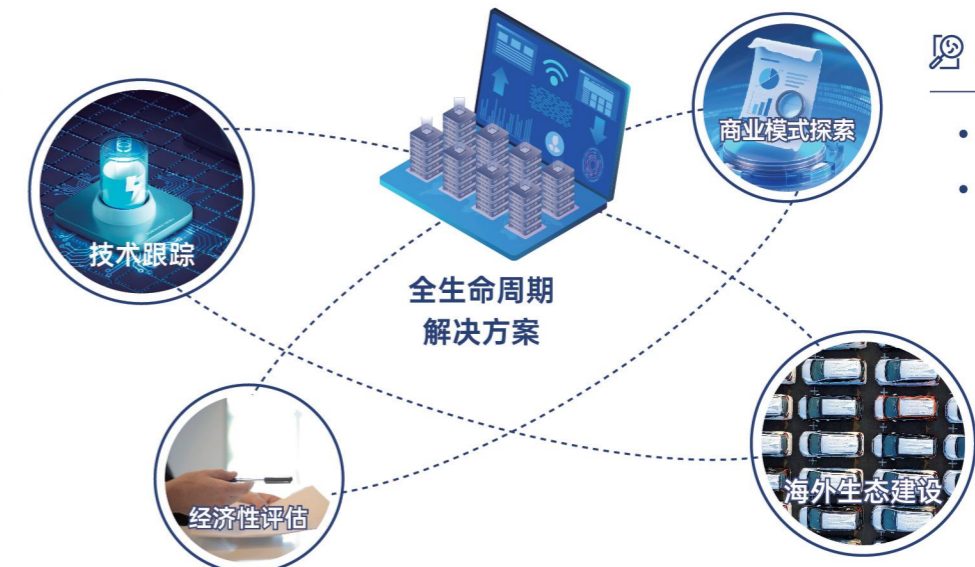 商业模式探索
技术跟踪
全生命周期
解决方案
海外生态建设
经济性评估